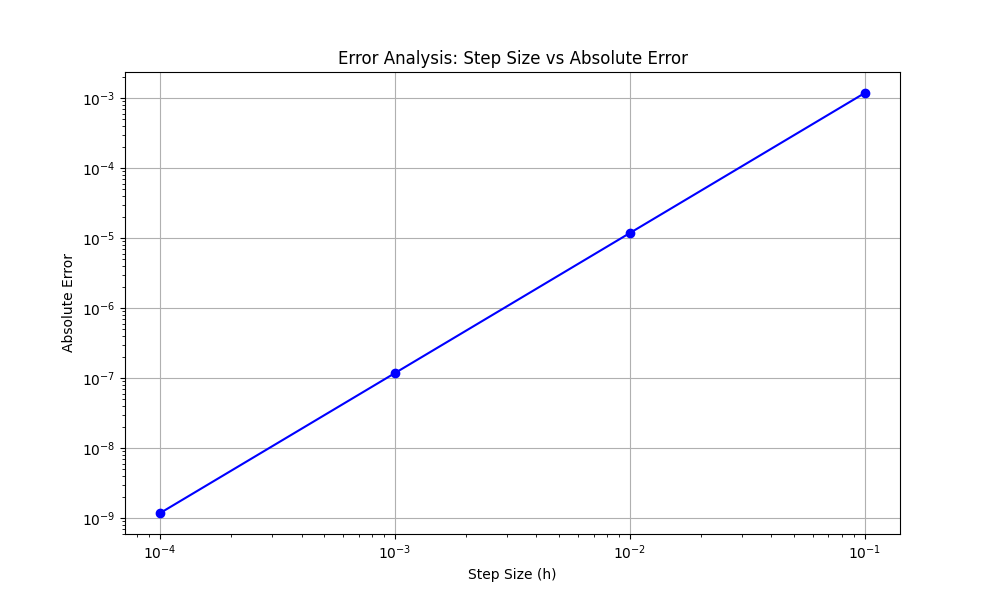 Error Analysis: Step Size vs Absolute Error
Absolute Error
10⁻³
10⁻⁴
10⁻⁵
10⁻⁶
10⁻⁷
10⁻⁸
10⁻⁹
10⁻⁴ 10⁻³ 10⁻² 10⁻¹
Step Size (h)